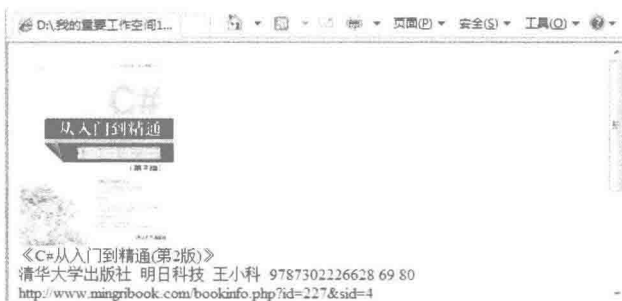 D:\我的重要工作空间1...
页面(P) 安全(S) 工具(O)
C#
从入门到精通
(第2版)
《C#从入门到精通(第2版)》
清华大学出版社 明日科技 王小科 9787302226628 69 80
http://www.mingribook.com/bookinfo.php?id=227&sid=4